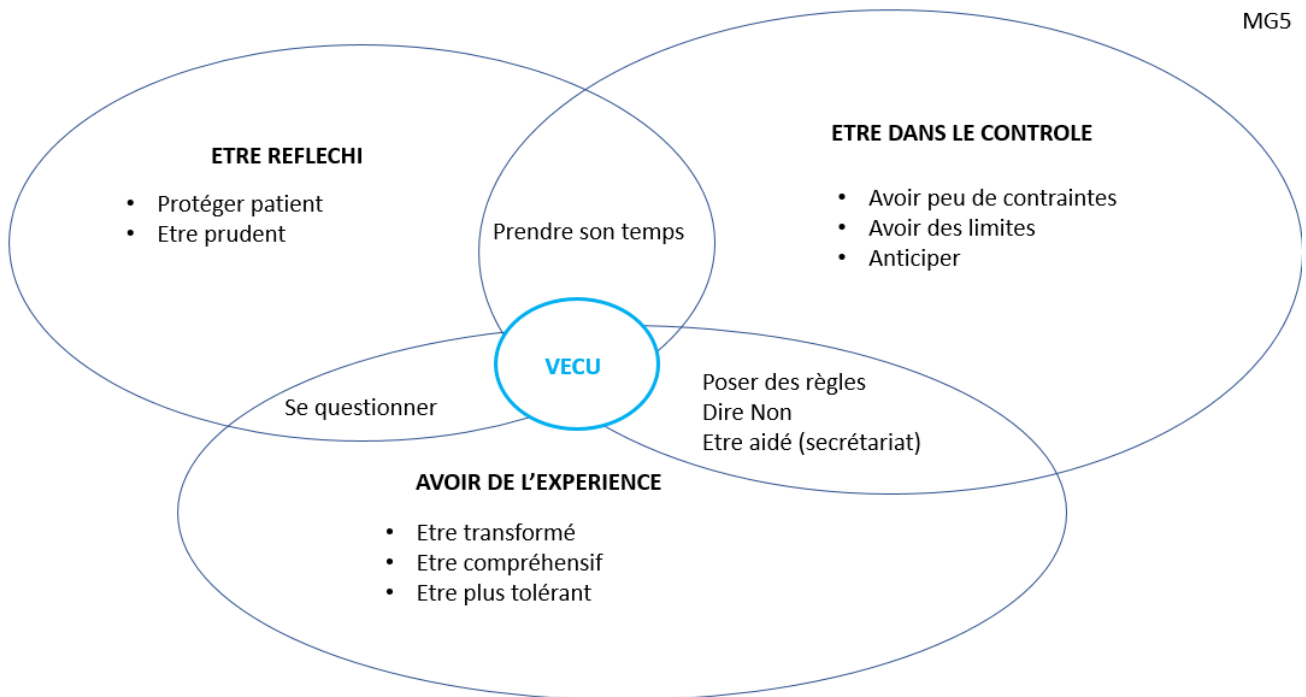 MG5
ETRE REFLECHI
• Protéger patient
• Etre prudent
Prendre son temps
ETRE DANS LE CONTROLE
• Avoir peu de contraintes
• Avoir des limites
• Anticiper
VECU
Se questionner
Poser des règles
Dire Non
Etre aidé (secrétariat)
AVOIR DE L’EXPERIENCE
• Etre transformé
• Etre compréhensif
• Etre plus tolérant